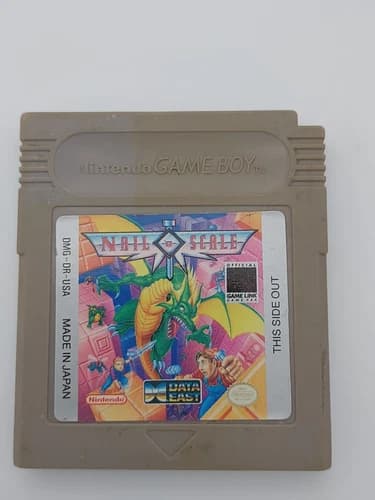 Nintendo GAME BOY TM
NAIL 'N SCALE
DMG-DR-USA
MADE IN JAPAN
OFFICIAL
GAME LINK
THIS SIDE OUT
Nintendo
DATA
EAST